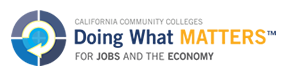 CALIFORNIA COMMUNITY COLLEGES
Doing What MATTERS™
FOR JOBS AND THE ECONOMY